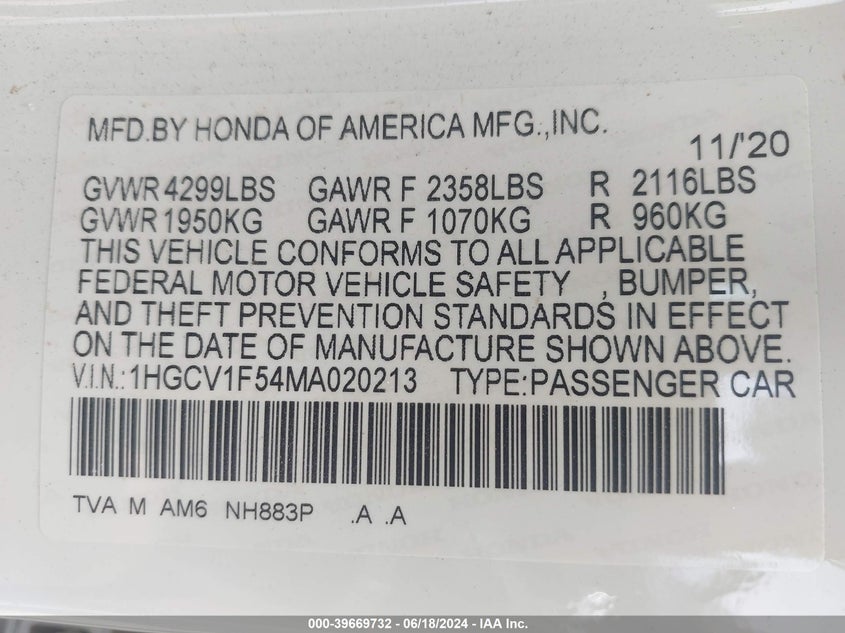 MFD.BY HONDA OF AMERICA MFG.,INC.
11/'20
GVWR 4299LBS GAWR F 2358LBS R 2116LBS
GVWR 1950KG GAWR F 1070KG R 960KG
THIS VEHICLE CONFORMS TO ALL APPLICABLE
FEDERAL MOTOR VEHICLE SAFETY , BUMPER,
AND THEFT PREVENTION STANDARDS IN EFFECT
ON THE DATE OF MANUFACTURE SHOWN ABOVE.
V.I.N.:1HGCV1F54MA020213 TYPE:PASSENGER CAR
TVA M AM6 NH883P .A .A
000-39669732 - 06/18/2024 - IAA Inc.